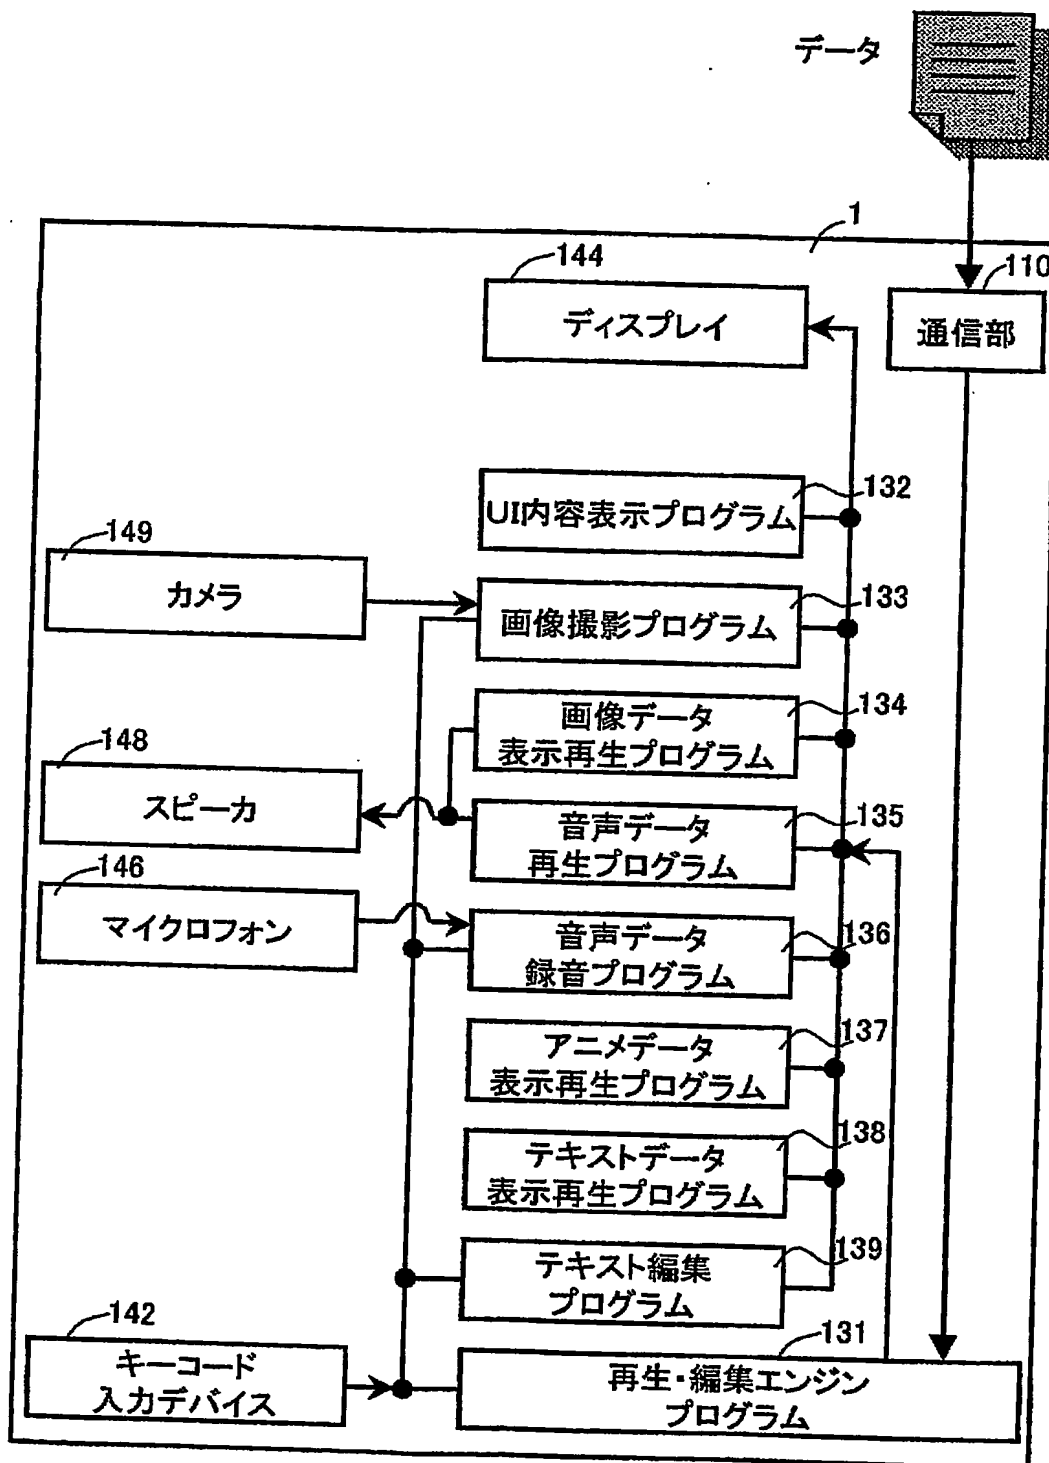 データ
1
144
ディスプレイ
110
通信部
132
UI内容表示プログラム
149
カメラ
133
画像撮影プログラム
134
画像データ
表示再生プログラム
148
スピーカ
135
音声データ
再生プログラム
146
マイクロフォン
136
音声データ
録音プログラム
137
アニメデータ
表示再生プログラム
138
テキストデータ
表示再生プログラム
139
テキスト編集
プログラム
142
キーコード
入力デバイス
131
再生・編集エンジン
プログラム